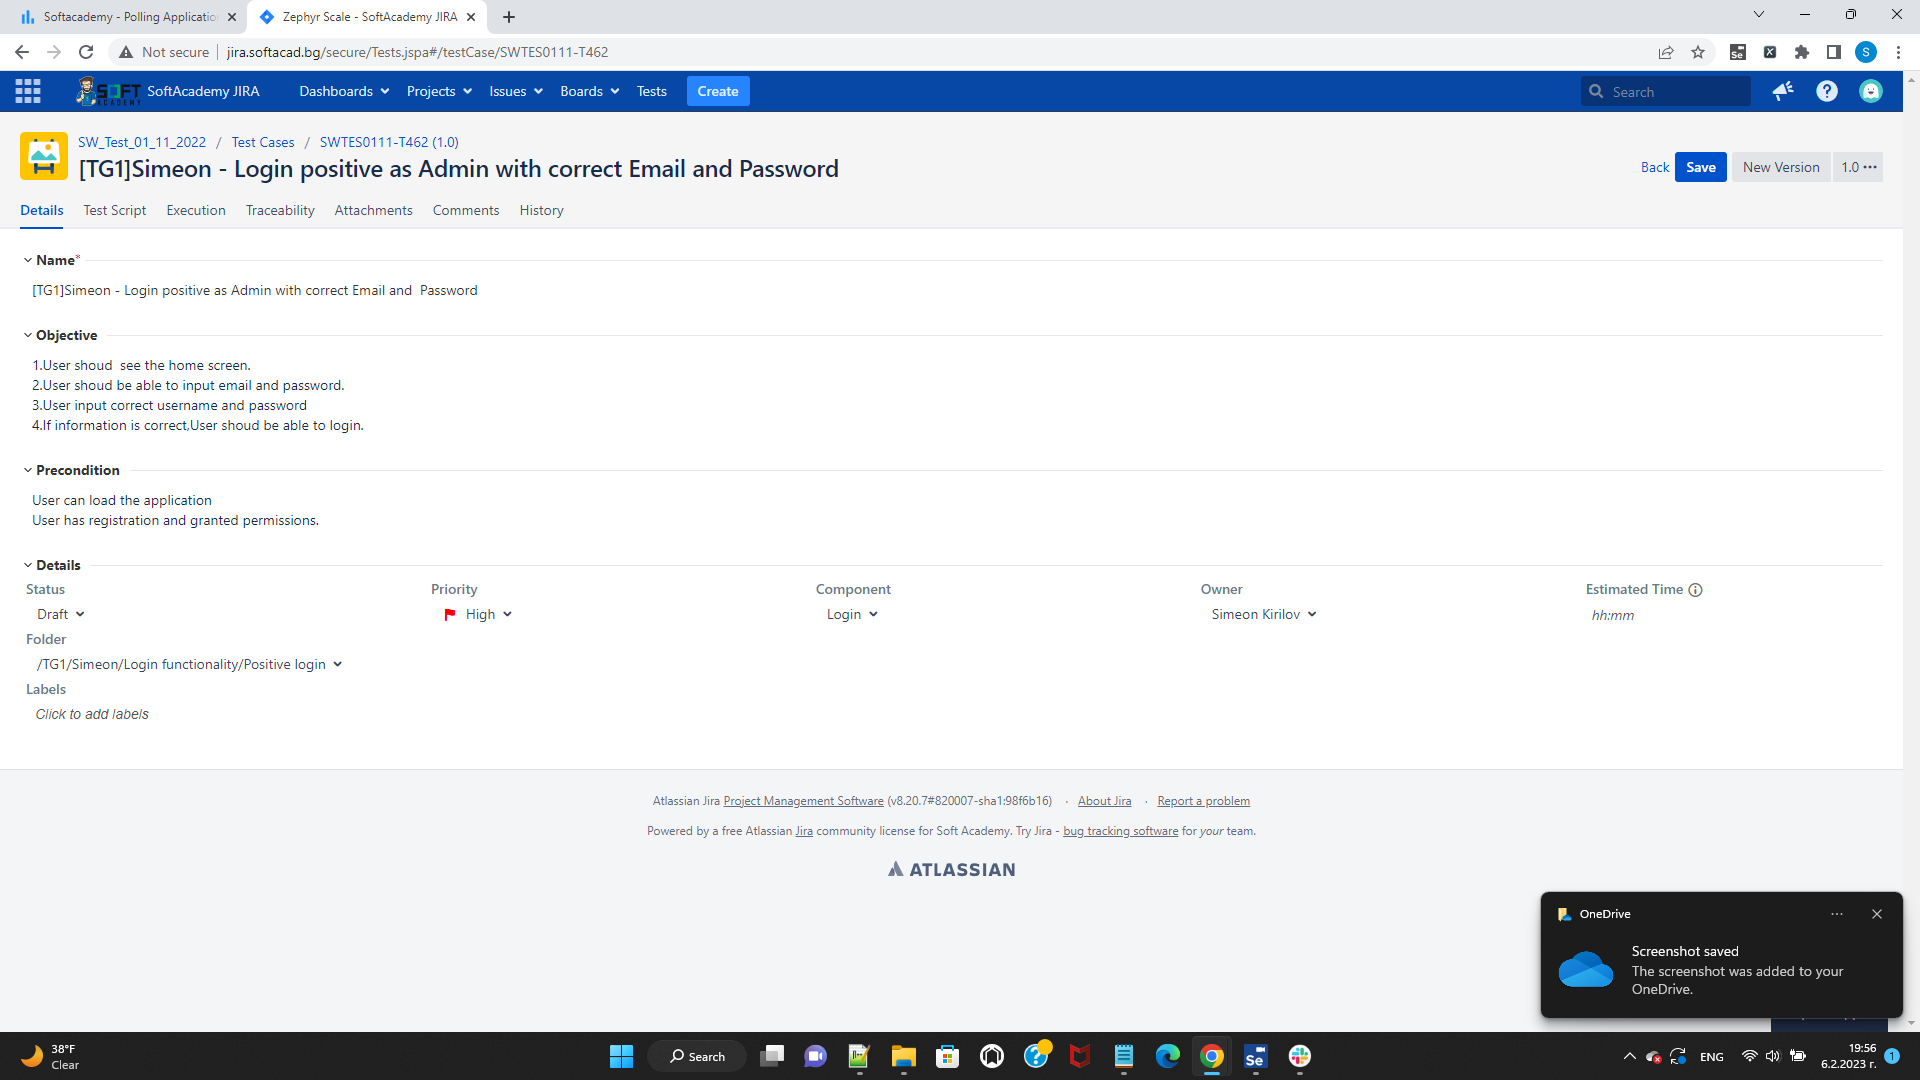 Softacademy - Polling Applicatio
Zephyr Scale - SoftAcademy JIRA
Not secure
jira.softacad.bg/secure/Tests.jspa#/testCase/SWTES0111-T462
Se
X
S
SOFT
ACADEMY
SoftAcademy JIRA
Dashboards
Projects
Issues
Boards
Tests
Create
Search
SW_Test_01_11_2022 / Test Cases / SWTES0111-T462 (1.0)
[TG1]Simeon - Login positive as Admin with correct Email and Password
Back
Save
New Version
1.0 •••
Details
Test Script
Execution
Traceability
Attachments
Comments
History
Name*
[TG1]Simeon - Login positive as Admin with correct Email and  Password
Objective
1.User shoud  see the home screen.
2.User shoud be able to input email and password.
3.User input correct username and password
4.If information is correct,User shoud be able to login.
Precondition
User can load the application
User has registration and granted permissions.
Details
Status
Priority
Component
Owner
Estimated Time
Draft
High
Login
Simeon Kirilov
hh:mm
Folder
/TG1/Simeon/Login functionality/Positive login
Labels
Click to add labels
Atlassian Jira Project Management Software (v8.20.7#820007-sha1:98f6b16) · About Jira · Report a problem
Powered by a free Atlassian Jira community license for Soft Academy. Try Jira - bug tracking software for your team.
ATLASSIAN
OneDrive
Screenshot saved
The screenshot was added to your
OneDrive.
38°F
Clear
Search
Se
ENG
19:56
6.2.2023 г.
1